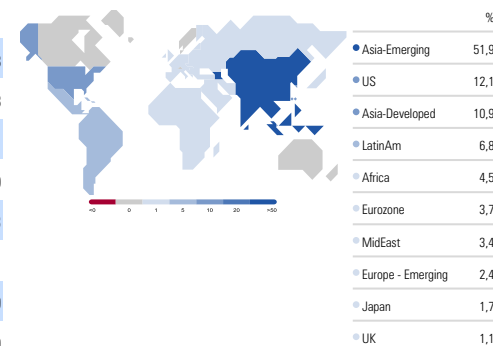 %
Asia-Emerging 51,9
US 12,1
Asia-Developed 10,9
LatinAm 6,8
Africa 4,5
Eurozone 3,7
MidEast 3,4
Europe - Emerging 2,4
Japan 1,7
UK 1,1
<0 0 1 5 10 20 >50